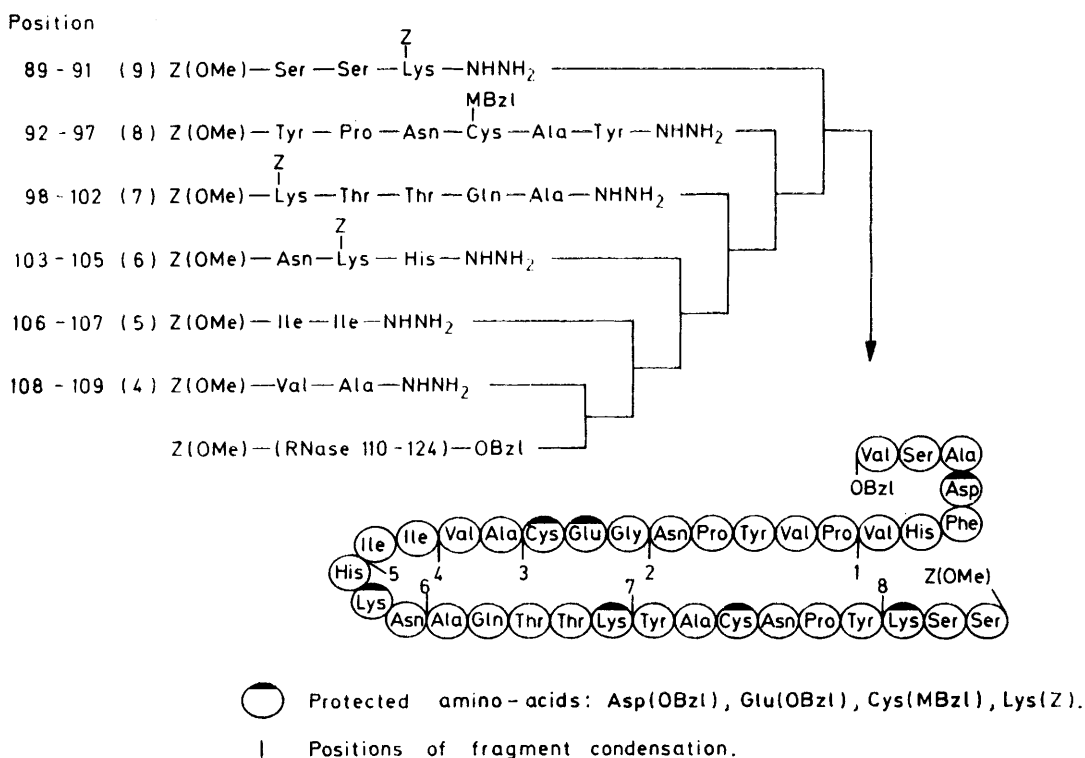 Position
Z
89 - 91 (9) Z(OMe)—Ser—Ser—Lys—NHNH₂
MBzl
92 - 97 (8) Z(OMe)—Tyr—Pro—Asn—Cys—Ala—Tyr—NHNH₂
Z
98 - 102 (7) Z(OMe)—Lys—Thr—Thr—Gln—Ala—NHNH₂
Z
103 - 105 (6) Z(OMe)—Asn—Lys—His—NHNH₂
106 - 107 (5) Z(OMe)—Ile—Ile—NHNH₂
108 - 109 (4) Z(OMe)—Val—Ala—NHNH₂
Z(OMe)—(RNase 110 - 124)—OBzl
Val Ser Ala
OBzl Asp
Ile Ile Val Ala Cys Glu Gly Asn Pro Tyr Val Pro Val His Phe
His 5 4 3 2 1
Lys 6 7 8 Z(OMe)
Asn Ala Gln Thr Thr Lys Tyr Ala Cys Asn Pro Tyr Lys Ser Ser
Protected amino-acids: Asp(OBzl), Glu(OBzl), Cys(MBzl), Lys(Z).
Positions of fragment condensation.